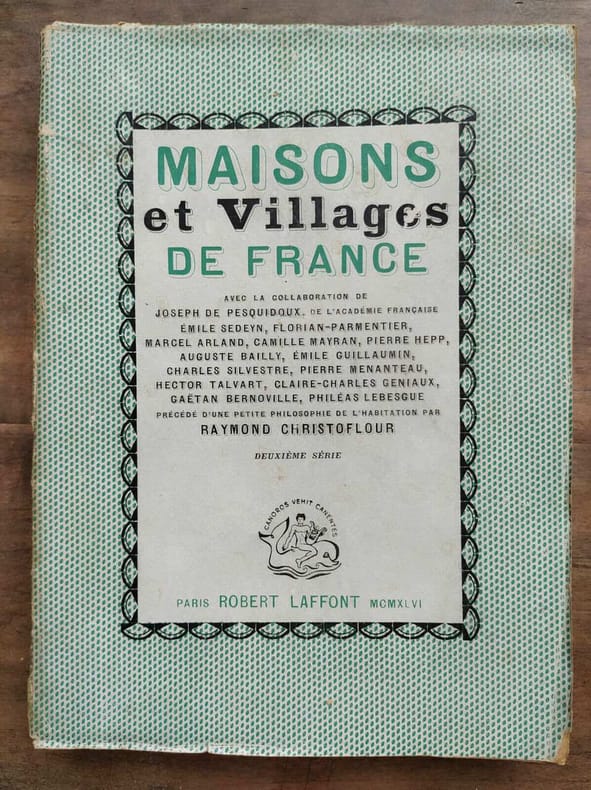 MAISONS
et Villages
DE FRANCE
AVEC LA COLLABORATION DE
JOSEPH DE PESQUIDOUX, DE L'ACADÉMIE FRANÇAISE
ÉMILE SEDEYN, FLORIAN-PARMENTIER,
MARCEL ARLAND, CAMILLE MAYRAN, PIERRE HEPP,
AUGUSTE BAILLY, ÉMILE GUILLAUMIN,
CHARLES SILVESTRE, PIERRE MENANTEAU,
HECTOR TALVART, CLAIRE-CHARLES GENIAUX,
GAËTAN BERNOVILLE, PHILÉAS LEBESGUE
PRÉCÉDÉ D'UNE PETITE PHILOSOPHIE DE L'HABITATION PAR
RAYMOND CHRISTOFLOUR
DEUXIÈME SÉRIE
CANOROS VEHIT CANENTES
PARIS ROBERT LAFFONT MCMXLVI